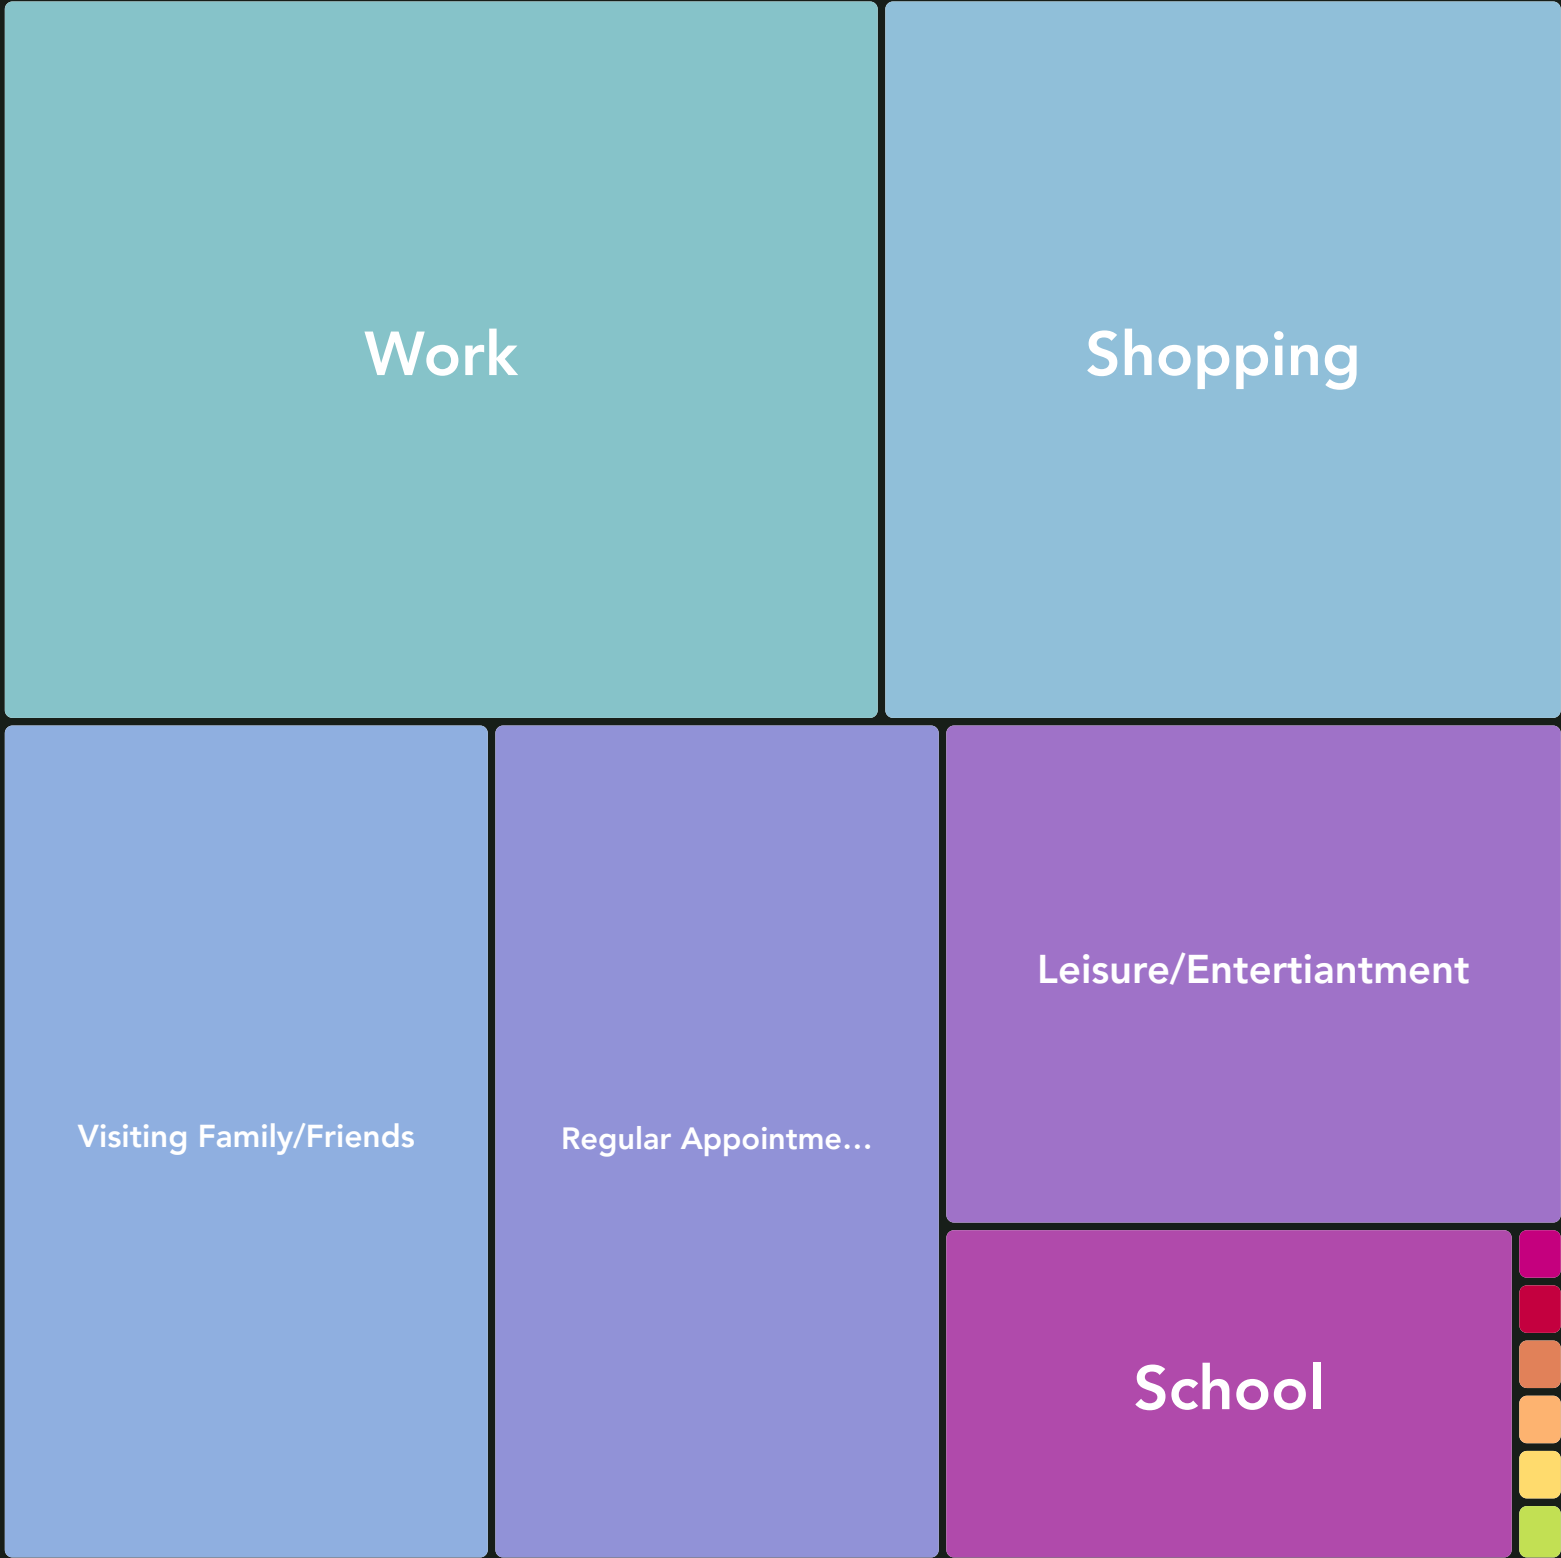 Work
Shopping
Visiting Family/Friends
Regular Appointme...
Leisure/Entertiantment
School